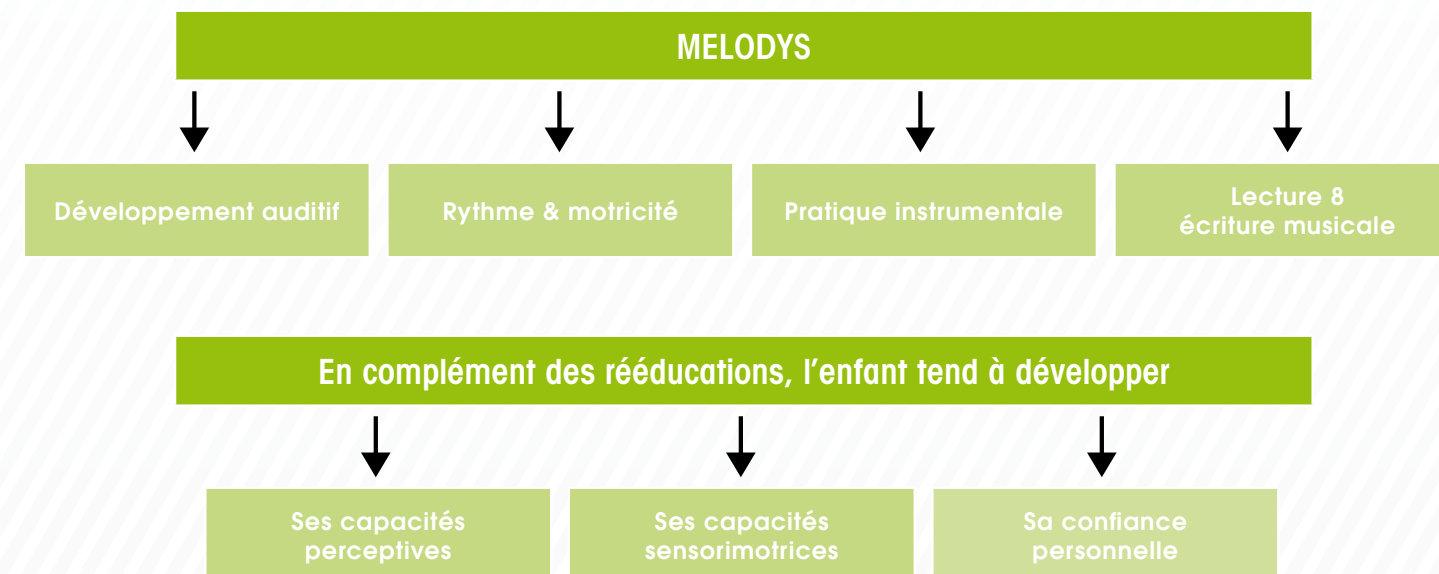 MELODYS
Développement auditif
Rythme & motricité
Pratique instrumentale
Lecture 8
écriture musicale
En complément des rééducations, l’enfant tend à développer
Ses capacités
perceptives
Ses capacités
sensorimotrices
Sa confiance
personnelle